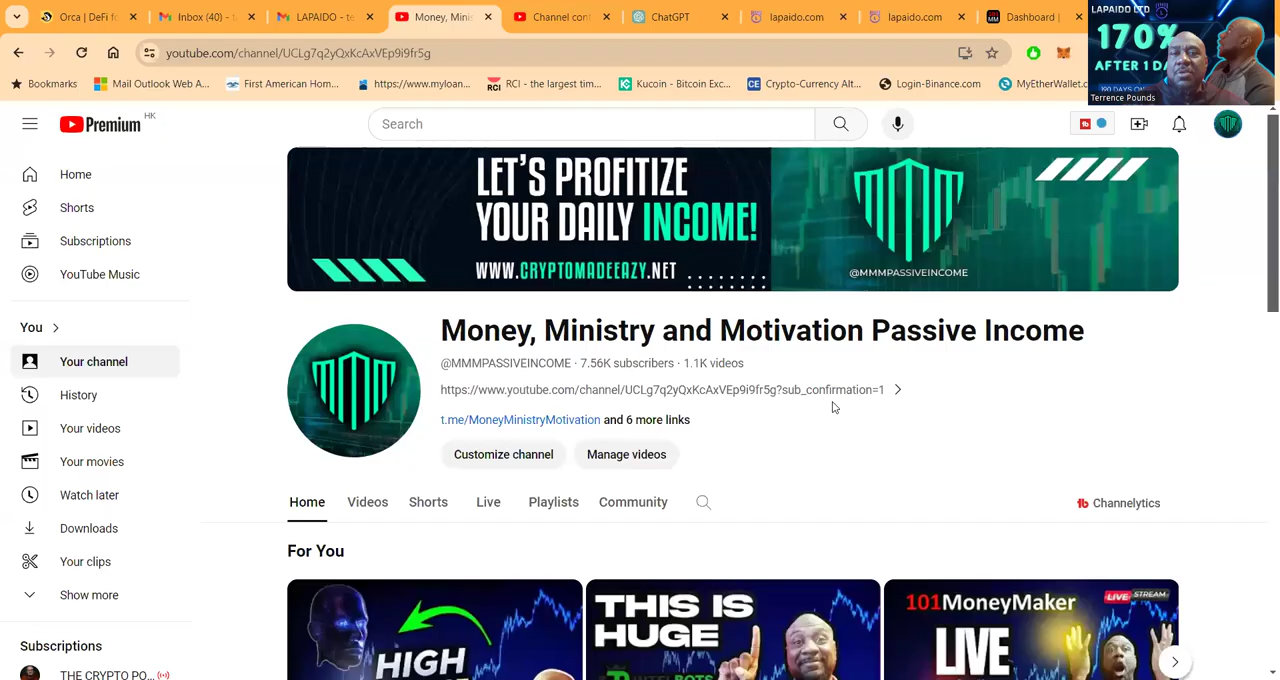 Orca | DeFi fo
Inbox (40) - t
LAPAIDO - te
Money, Minis
Channel cont
ChatGPT
lapaido.com
lapaido.com
Dashboard |
youtube.com/channel/UCLg7q2yQxKcAxVEp9i9fr5g
LAPAIDO LTD
170%
AFTER 1 DA
190 DAYS ON
Terrence Pounds
Bookmarks
Mail Outlook Web A...
First American Hom...
https://www.myloan...
RCI - the largest tim...
Kucoin - Bitcoin Exc...
Crypto-Currency Alt...
Login-Binance.com
MyEtherWallet.c
Premium HK
Search
Home
Shorts
Subscriptions
YouTube Music
You
Your channel
History
Your videos
Your movies
Watch later
Downloads
Your clips
Show more
Subscriptions
THE CRYPTO PO...
LET'S PROFITIZE
YOUR DAILY INCOME!
WWW.CRYPTOMADEEAZY.NET
@MMMPASSIVEINCOME
Money, Ministry and Motivation Passive Income
@MMMPASSIVEINCOME · 7.56K subscribers · 1.1K videos
https://www.youtube.com/channel/UCLg7q2yQxKcAxVEp9i9fr5g?sub_confirmation=1
t.me/MoneyMinistryMotivation and 6 more links
Customize channel
Manage videos
Home
Videos
Shorts
Live
Playlists
Community
Channelytics
For You
HIGH
THIS IS
HUGE
101MoneyMaker
LIVE STREAM
LIVE